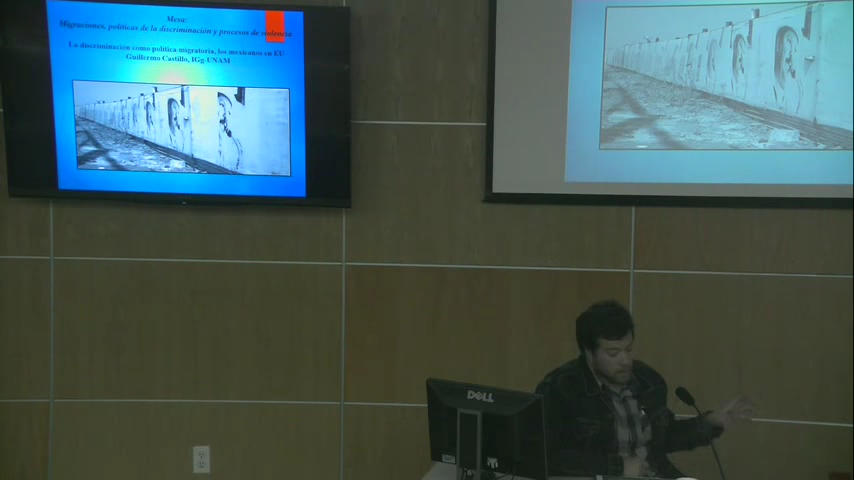 Mesa:
Migraciones, políticas de la discriminación y procesos de violencia
La discriminación como política migratoria, los mexicanos en EU
Guillermo Castillo, IGg-UNAM
DELL